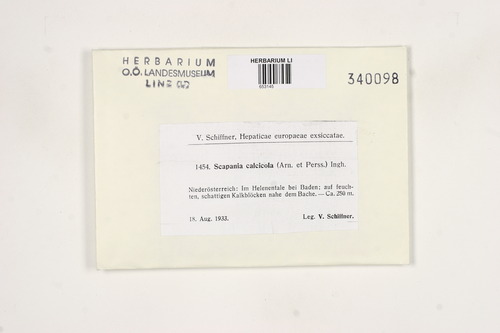 HERBARIUM
O.Ö. LANDESMUSEUM
LINZ
HERBARIUM LI
653146
340098
V. Schiffner, Hepaticae europaeae exsiccatae.
1454. Scapania calcicola (Arn. et Perss.) Ingh.
Niederösterreich: Im Helenentale bei Baden; auf feuch-
ten, schattigen Kalkblöcken nahe dem Bache. — Ca. 250 m.
18. Aug. 1933.
Leg. V. Schiffner.